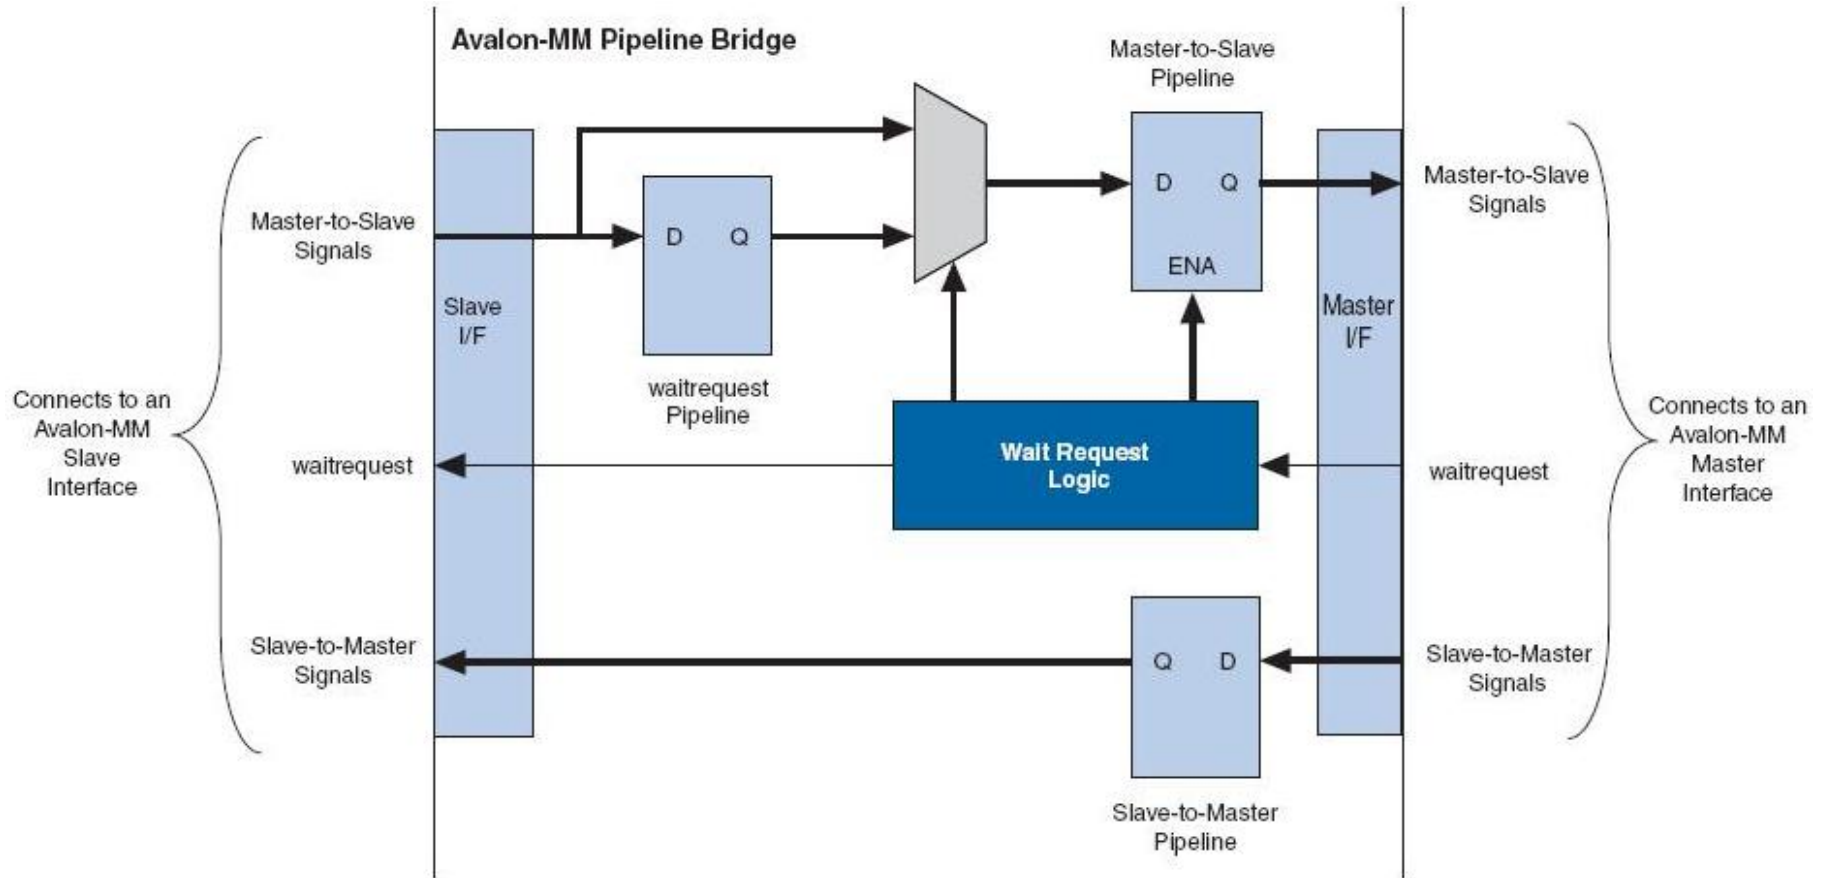 Avalon-MM Pipeline Bridge
Master-to-Slave
Pipeline
Master-to-Slave
Signals
D
Q
D
Q
ENA
Master-to-Slave
Signals
Slave
I/F
Master
I/F
waitrequest
Pipeline
Connects to an
Avalon-MM
Slave
Interface
Connects to an
Avalon-MM
Master
Interface
waitrequest
Wait Request
Logic
waitrequest
Slave-to-Master
Signals
Q
D
Slave-to-Master
Signals
Slave-to-Master
Pipeline